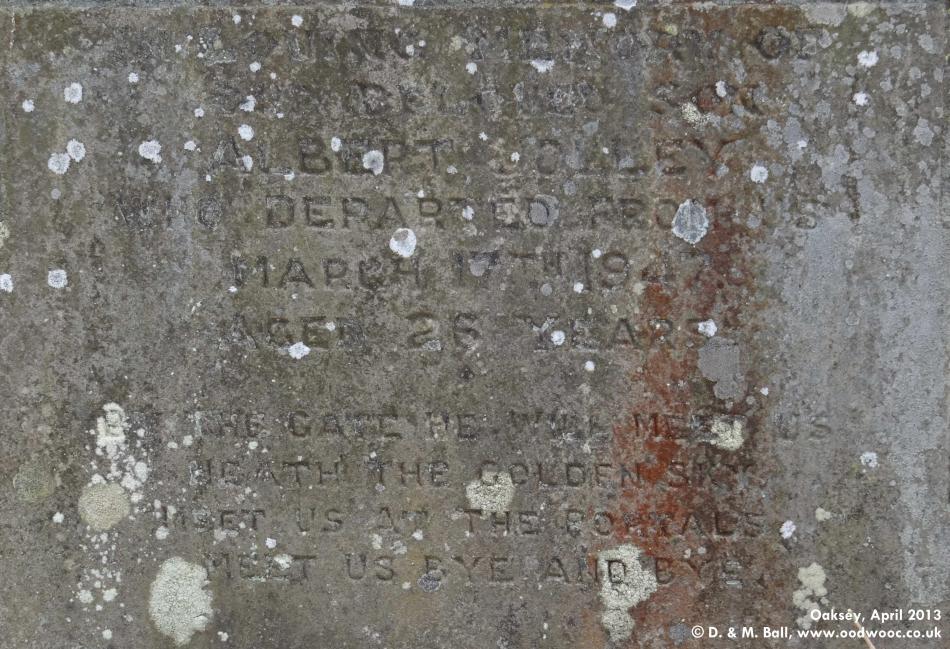 LOVING MEMORY OF
OUR BELOVED SON
ALBERT JOLLEY
WHO DEPARTED FROM US
MARCH 17TH 1947
AGED 26 YEARS
AT THE GATE HE WILL MEET US
'NEATH THE GOLDEN SKY
MEET US AT THE PORTALS
MEET US BYE AND BYE.
Oaksey, April 2013
© D. & M. Ball, www.oodwooc.co.uk